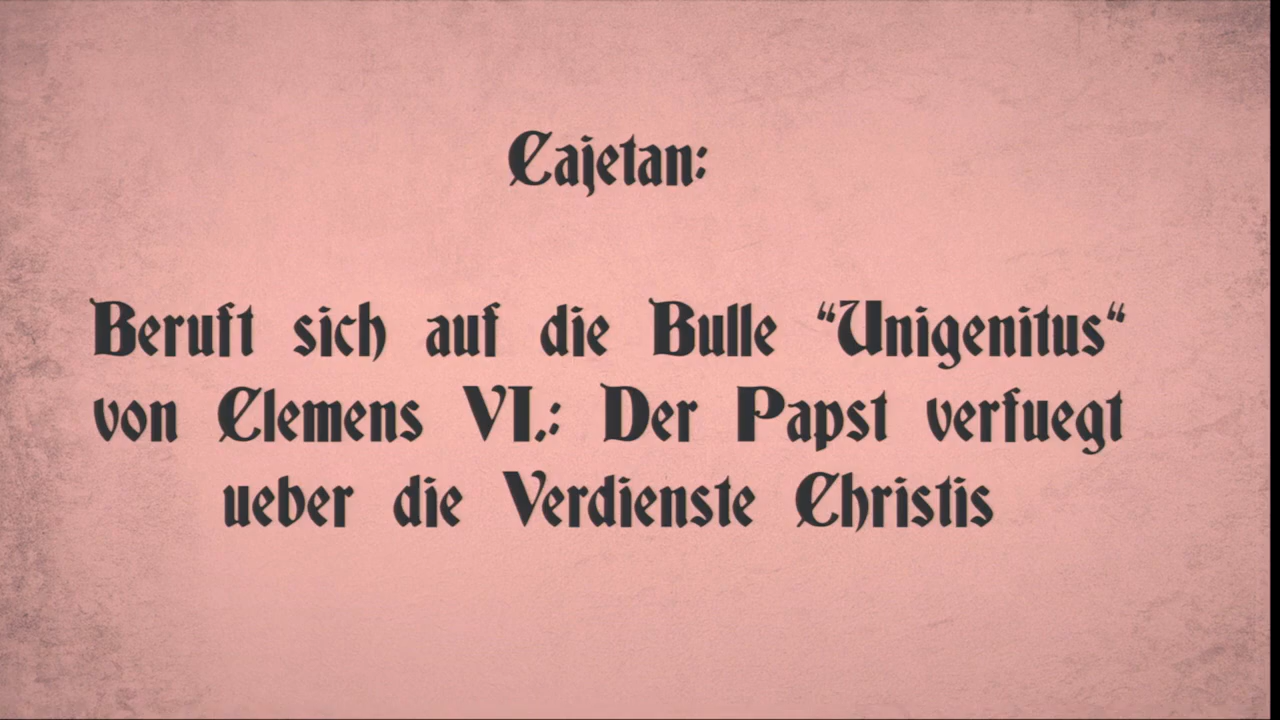 Cajetan:
Beruft sich auf die Bulle “Unigenitus“
von Clemens VI.: Der Papst verfuegt
ueber die Verdienste Christis